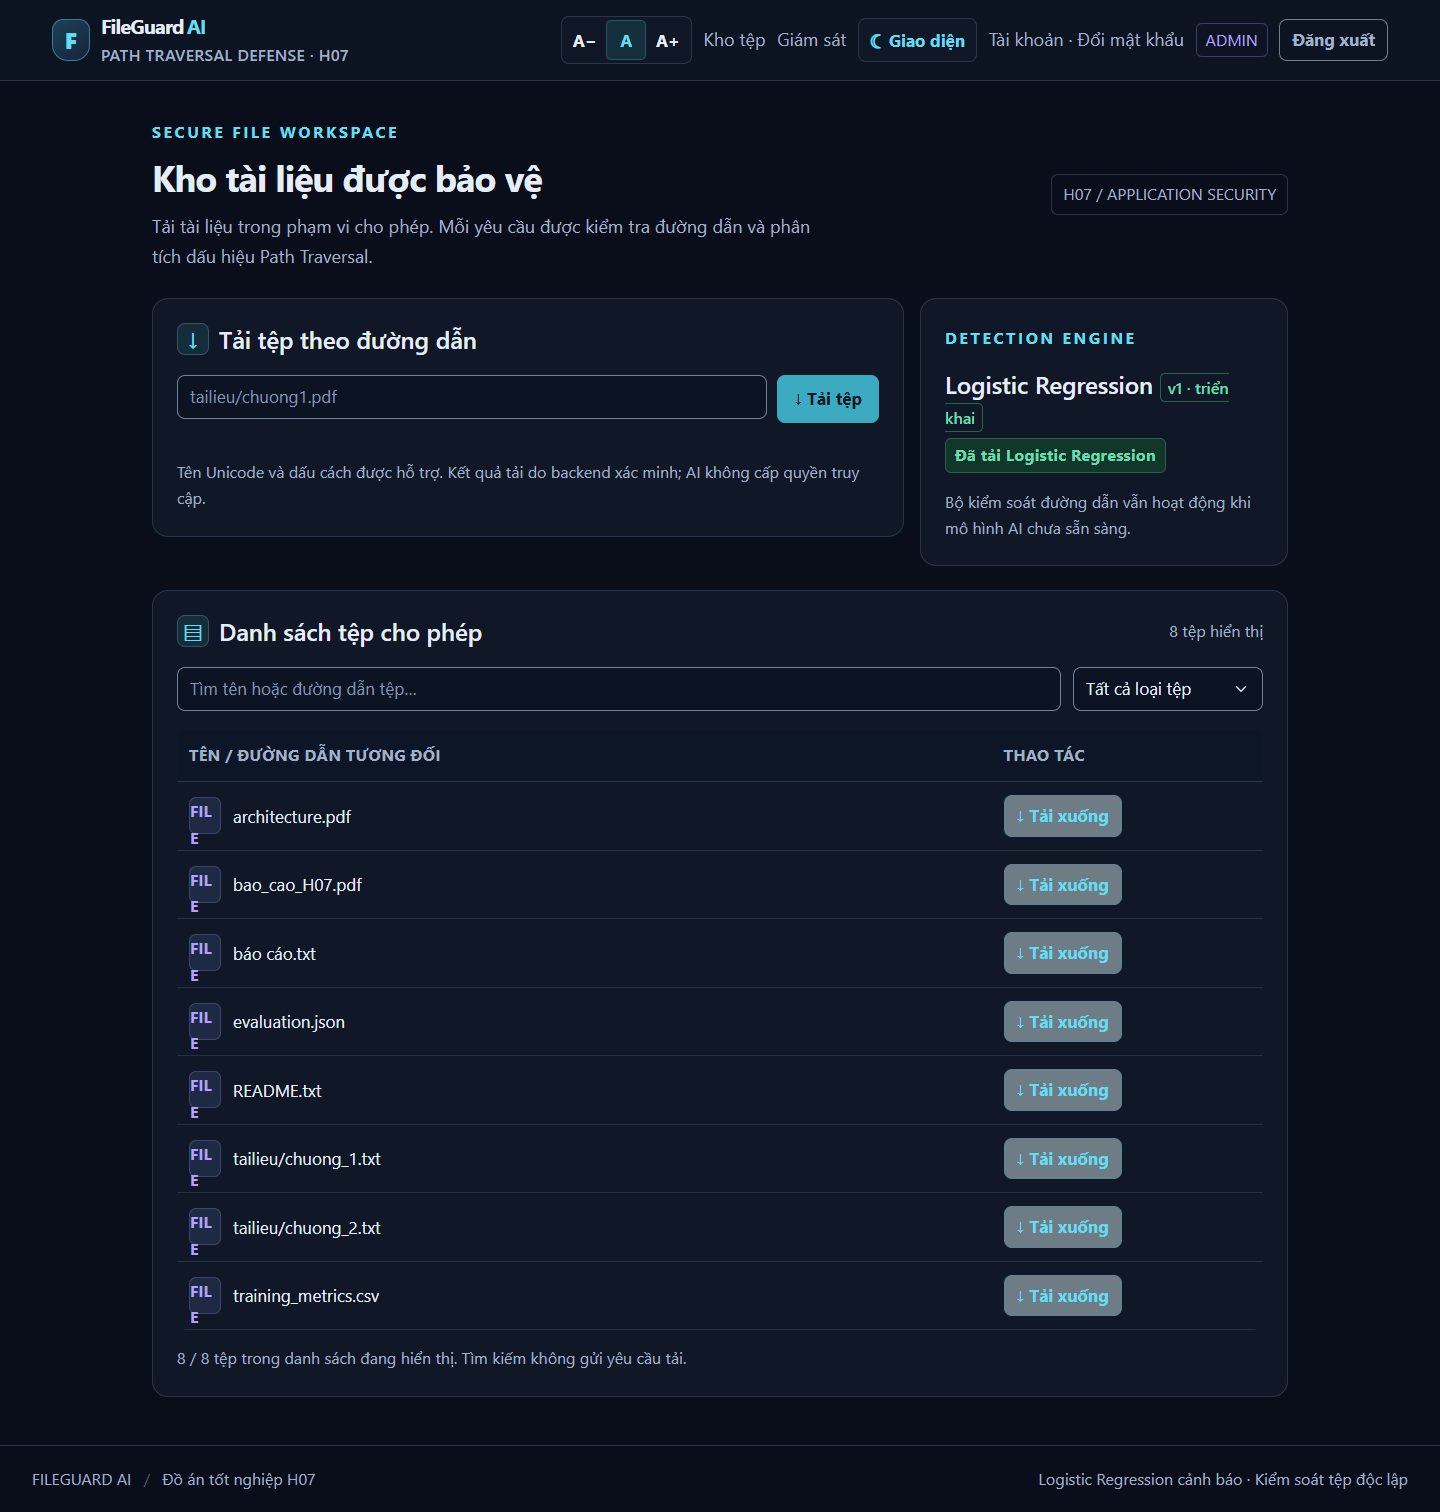 F
FileGuard AI
PATH TRAVERSAL DEFENSE · H07
A− A A+ Kho tệp Giám sát ☾ Giao diện Tài khoản · Đổi mật khẩu ADMIN Đăng xuất
SECURE FILE WORKSPACE
Kho tài liệu được bảo vệ
H07 / APPLICATION SECURITY
Tải tài liệu trong phạm vi cho phép. Mỗi yêu cầu được kiểm tra đường dẫn và phân
tích dấu hiệu Path Traversal.
↓ Tải tệp theo đường dẫn
tailieu/chuong1.pdf
↓ Tải tệp
Tên Unicode và dấu cách được hỗ trợ. Kết quả tải do backend xác minh; AI không cấp quyền truy
cập.
DETECTION ENGINE
Logistic Regression v1 · triển
khai
Đã tải Logistic Regression
Bộ kiểm soát đường dẫn vẫn hoạt động khi
mô hình AI chưa sẵn sàng.
▤ Danh sách tệp cho phép
8 tệp hiển thị
Tìm tên hoặc đường dẫn tệp...
Tất cả loại tệp
TÊN / ĐƯỜNG DẪN TƯƠNG ĐỐI THAO TÁC
FIL
E
architecture.pdf ↓ Tải xuống
FIL
E
bao_cao_H07.pdf ↓ Tải xuống
FIL
E
báo cáo.txt ↓ Tải xuống
FIL
E
evaluation.json ↓ Tải xuống
FIL
E
README.txt ↓ Tải xuống
FIL
E
tailieu/chuong_1.txt ↓ Tải xuống
FIL
E
tailieu/chuong_2.txt ↓ Tải xuống
FIL
E
training_metrics.csv ↓ Tải xuống
8 / 8 tệp trong danh sách đang hiển thị. Tìm kiếm không gửi yêu cầu tải.
FILEGUARD AI / Đồ án tốt nghiệp H07
Logistic Regression cảnh báo · Kiểm soát tệp độc lập